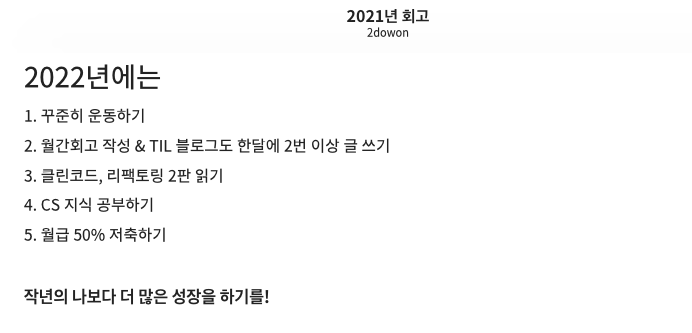 2021년 회고
2dowon
2022년에는
1. 꾸준히 운동하기
2. 월간회고 작성 & TIL 블로그도 한달에 2번 이상 글 쓰기
3. 클린코드, 리팩토링 2판 읽기
4. CS 지식 공부하기
5. 월급 50% 저축하기
작년의 나보다 더 많은 성장을 하기를!